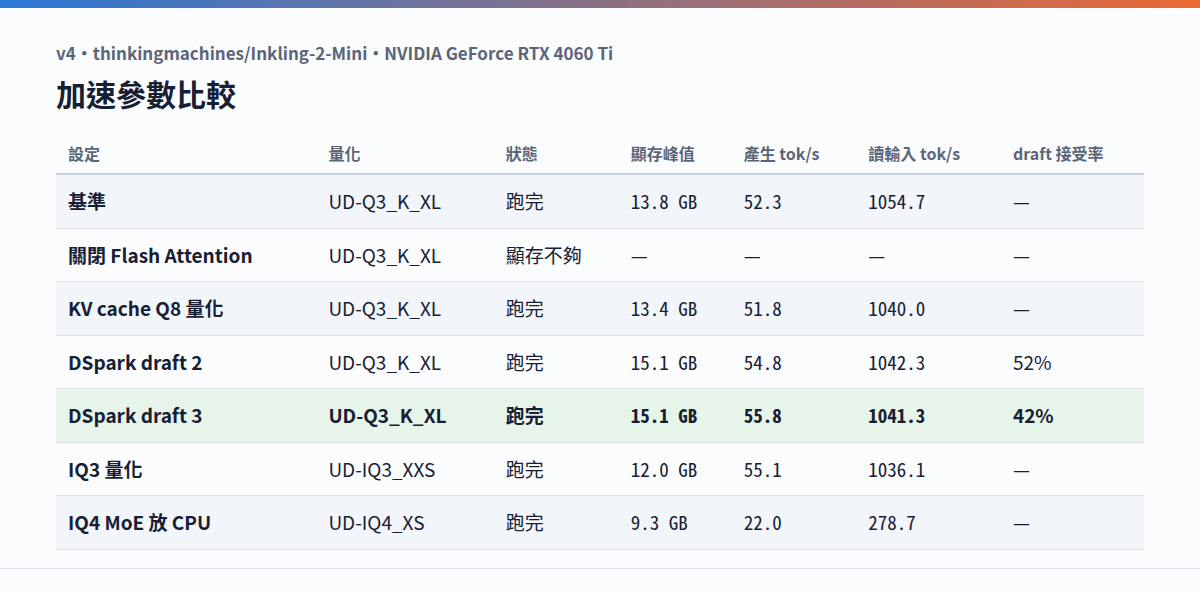 v4・thinkingmachines/Inkling-2-Mini・NVIDIA GeForce RTX 4060 Ti
加速參數比較
設定 量化 狀態 顯存峰值 產生 tok/s 讀輸入 tok/s draft 接受率
基準 UD-Q3_K_XL 跑完 13.8 GB 52.3 1054.7 —
關閉 Flash Attention UD-Q3_K_XL 顯存不夠 — — — —
KV cache Q8 量化 UD-Q3_K_XL 跑完 13.4 GB 51.8 1040.0 —
DSpark draft 2 UD-Q3_K_XL 跑完 15.1 GB 54.8 1042.3 52%
DSpark draft 3 UD-Q3_K_XL 跑完 15.1 GB 55.8 1041.3 42%
IQ3 量化 UD-IQ3_XXS 跑完 12.0 GB 55.1 1036.1 —
IQ4 MoE 放 CPU UD-IQ4_XS 跑完 9.3 GB 22.0 278.7 —